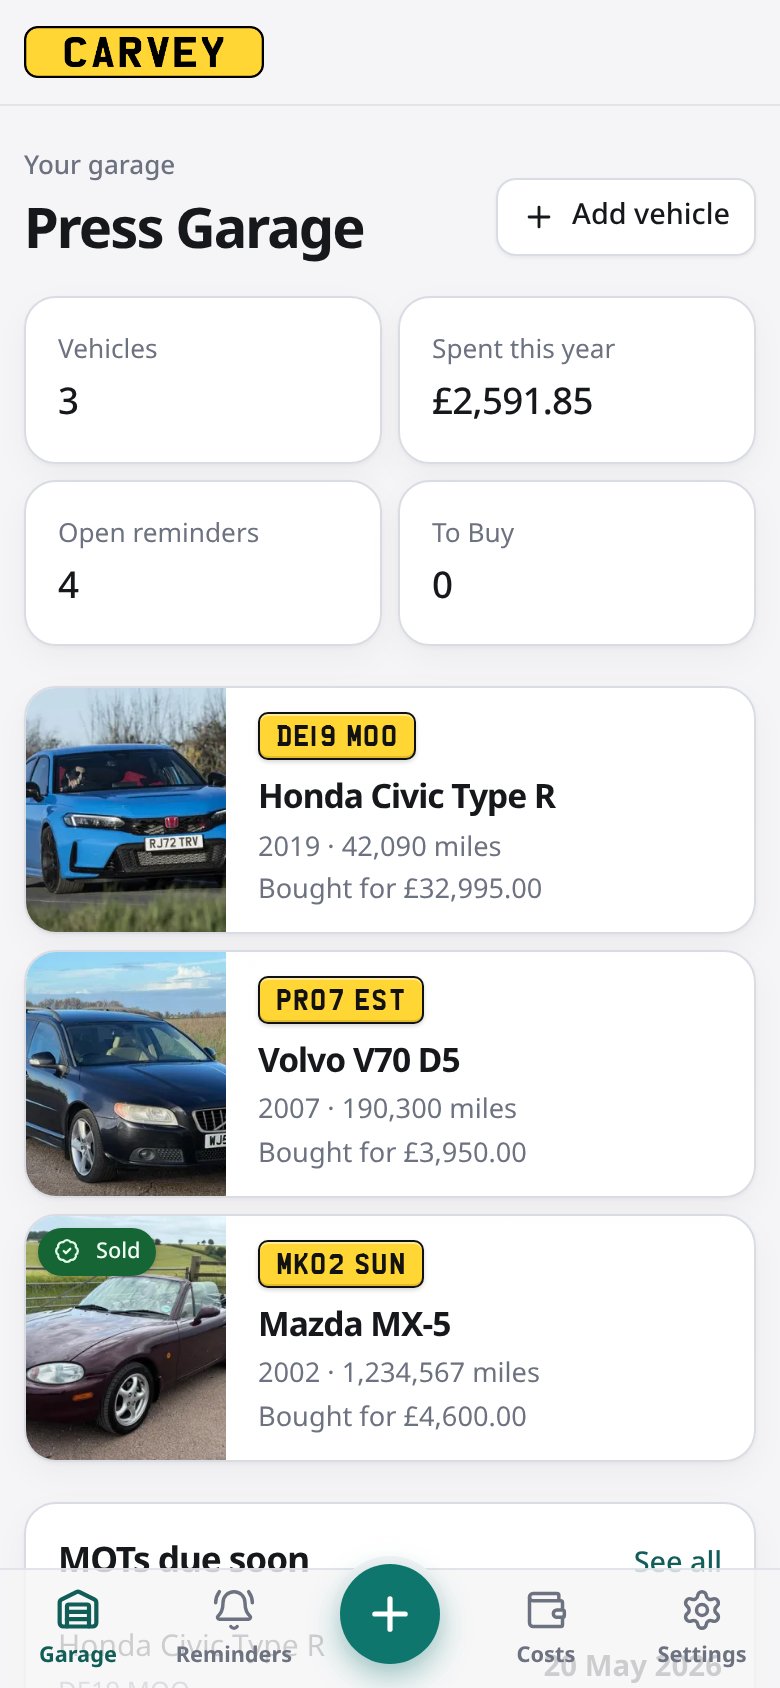 CARVEY
Your garage
Press Garage
+ Add vehicle
Vehicles
3
Spent this year
£2,591.85
Open reminders
4
To Buy
0
DE19 MOO
Honda Civic Type R
2019 · 42,090 miles
Bought for £32,995.00
RJ72 TRV
PR07 EST
Volvo V70 D5
2007 · 190,300 miles
Bought for £3,950.00
Sold
MK02 SUN
Mazda MX-5
2002 · 1,234,567 miles
Bought for £4,600.00
MOTs due soon
See all
Honda Civic Type R
20 May 2026
DE19 MOO
Garage
Reminders
Costs
Settings